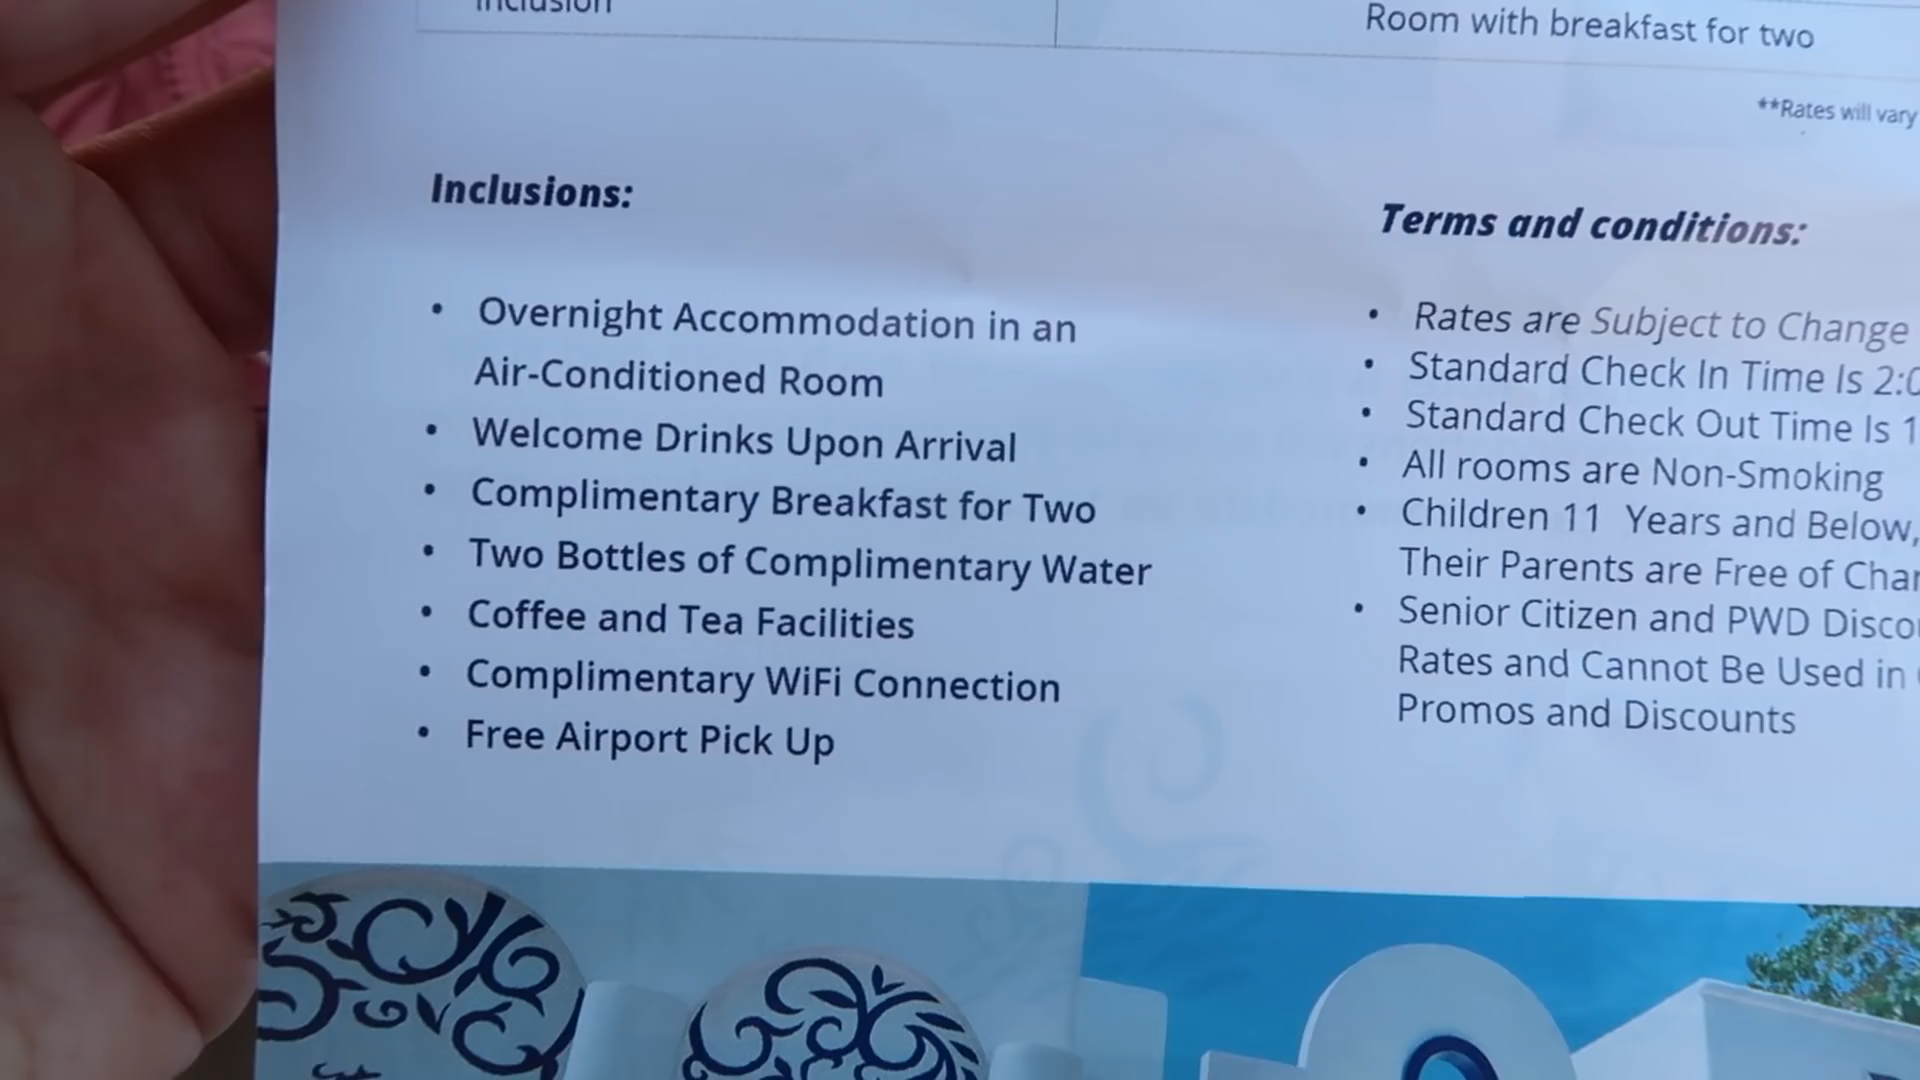 Inclusion
Room with breakfast for two
**Rates will vary
Inclusions:
Overnight Accommodation in an
Air-Conditioned Room
• Welcome Drinks Upon Arrival
• Complimentary Breakfast for Two
• Two Bottles of Complimentary Water
• Coffee and Tea Facilities
• Complimentary WiFi Connection
• Free Airport Pick Up
Terms and conditions:
• Rates are Subject to Change
• Standard Check In Time Is
• Standard Check Out Time Is
• All rooms are Non-Smoking
• Children 11 Years and Below,
Their Parents are Free of
• Senior Citizen and PWD
Rates and Cannot Be Used in
Promos and Discounts